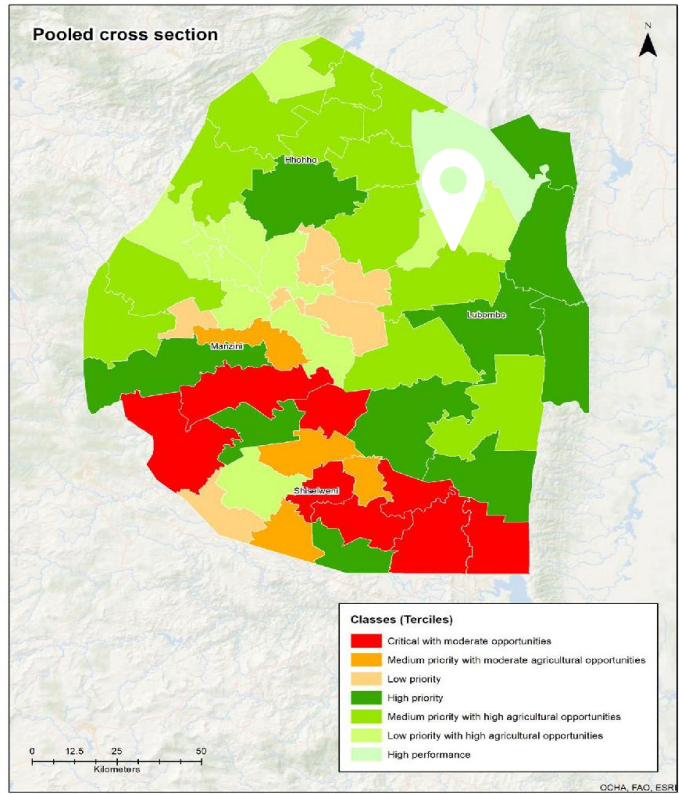 Pooled cross section
N
Hhohho
Lubombo
Manzini
Shiselweni
Classes (Terciles)
Critical with moderate opportunities
Medium priority with moderate agricultural opportunities
Low priority
High priority
Medium priority with high agricultural opportunities
Low priority with high agricultural opportunities
High performance
0 12.5 25 50
Kilometers
OCHA, FAO, ESRI